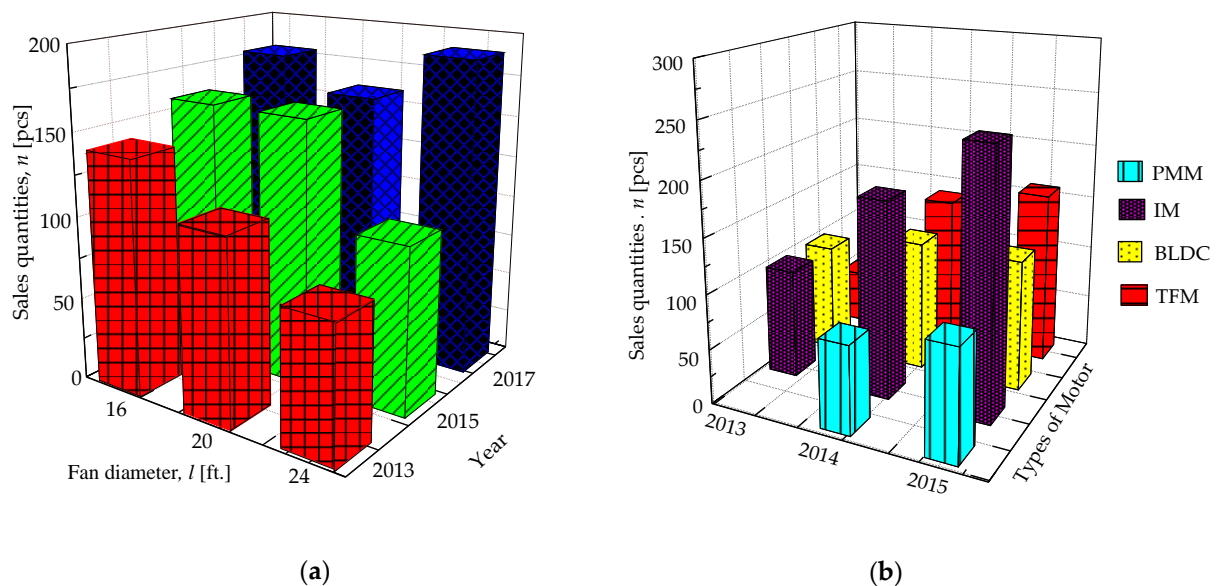 200
150
100
50
0
Sales quantities, n [pcs]
16
20
24
Fan diameter, l [ft.]
2013
2015
2017
Year
(a)
300
250
200
150
100
50
0
Sales quantities . n [pcs]
2013
2014
2015
Types of Motor
PMM
IM
BLDC
TFM
(b)